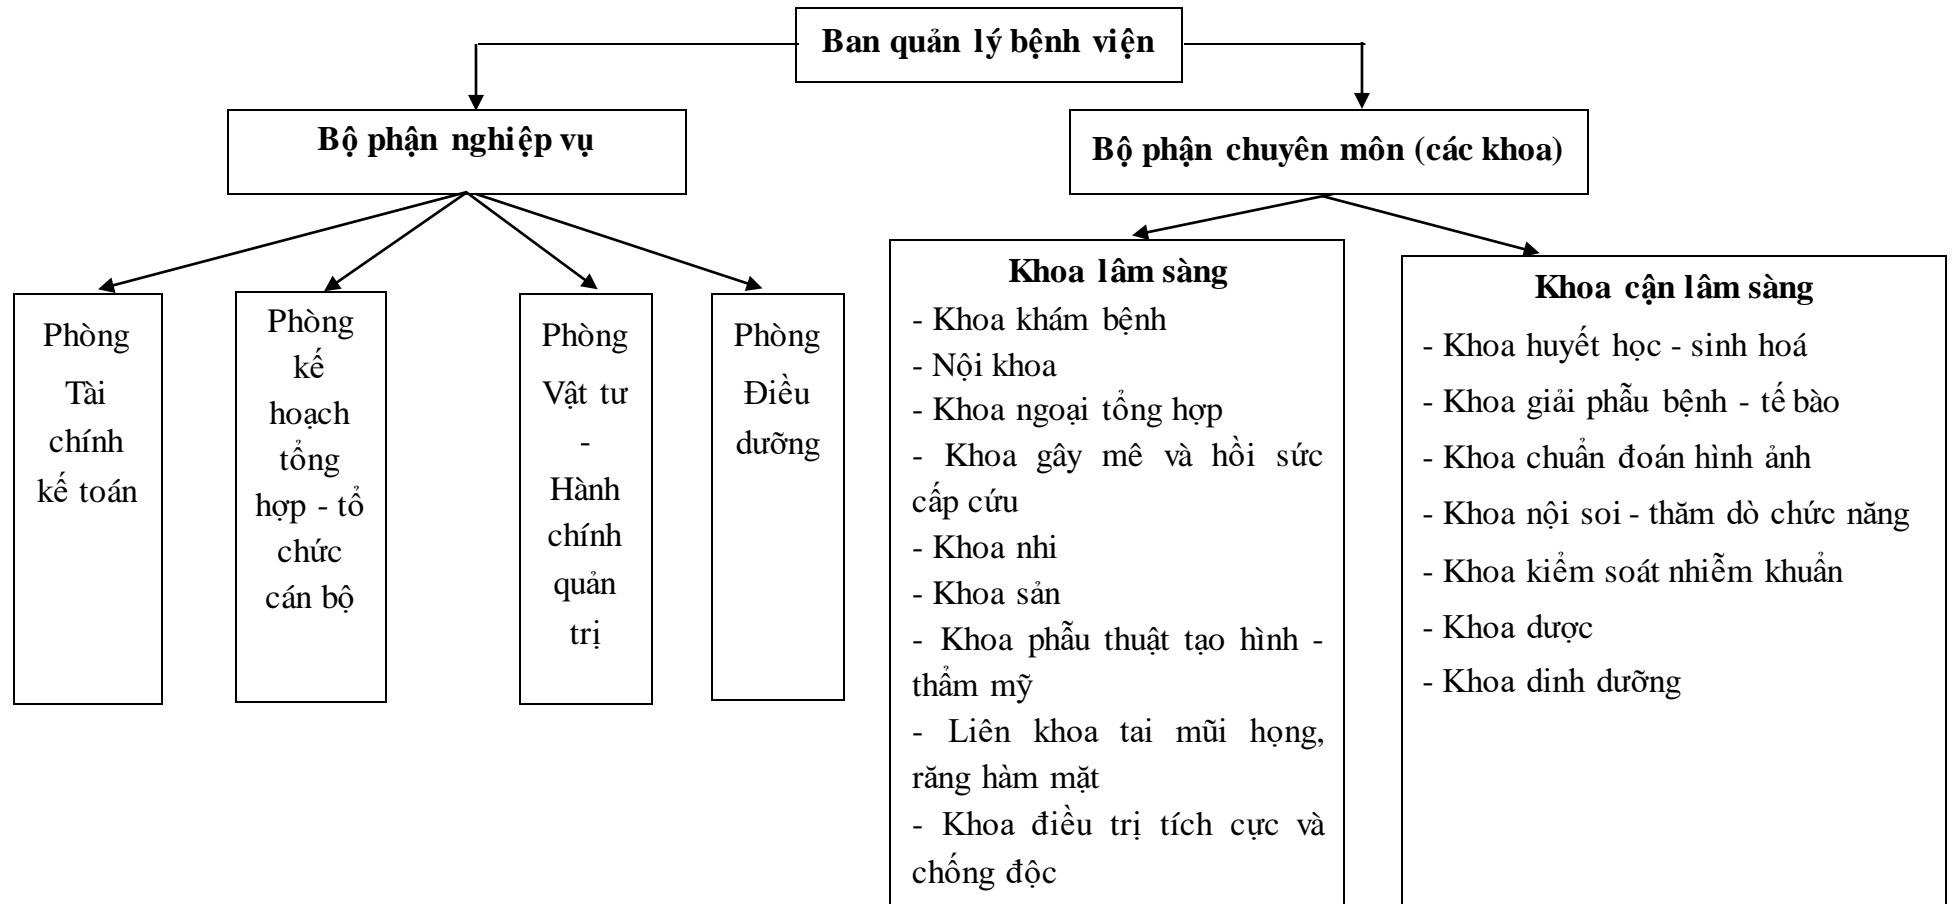 Ban quản lý bệnh viện
Bộ phận nghiệp vụ
Bộ phận chuyên môn (các khoa)
Phòng
Tài
chính
kế toán
Phòng
kế
hoạch
tổng
hợp - tổ
chức
cán bộ
Phòng
Vật tư
-
Hành
chính
quản
trị
Phòng
Điều
dưỡng
Khoa lâm sàng
- Khoa khám bệnh
- Nội khoa
- Khoa ngoại tổng hợp
- Khoa gây mê và hồi sức
cấp cứu
- Khoa nhi
- Khoa sản
- Khoa phẫu thuật tạo hình -
thẩm mỹ
- Liên khoa tai mũi họng,
răng hàm mặt
- Khoa điều trị tích cực và
chống độc
Khoa cận lâm sàng
- Khoa huyết học - sinh hoá
- Khoa giải phẫu bệnh - tế bào
- Khoa chuẩn đoán hình ảnh
- Khoa nội soi - thăm dò chức năng
- Khoa kiểm soát nhiễm khuẩn
- Khoa dược
- Khoa dinh dưỡng